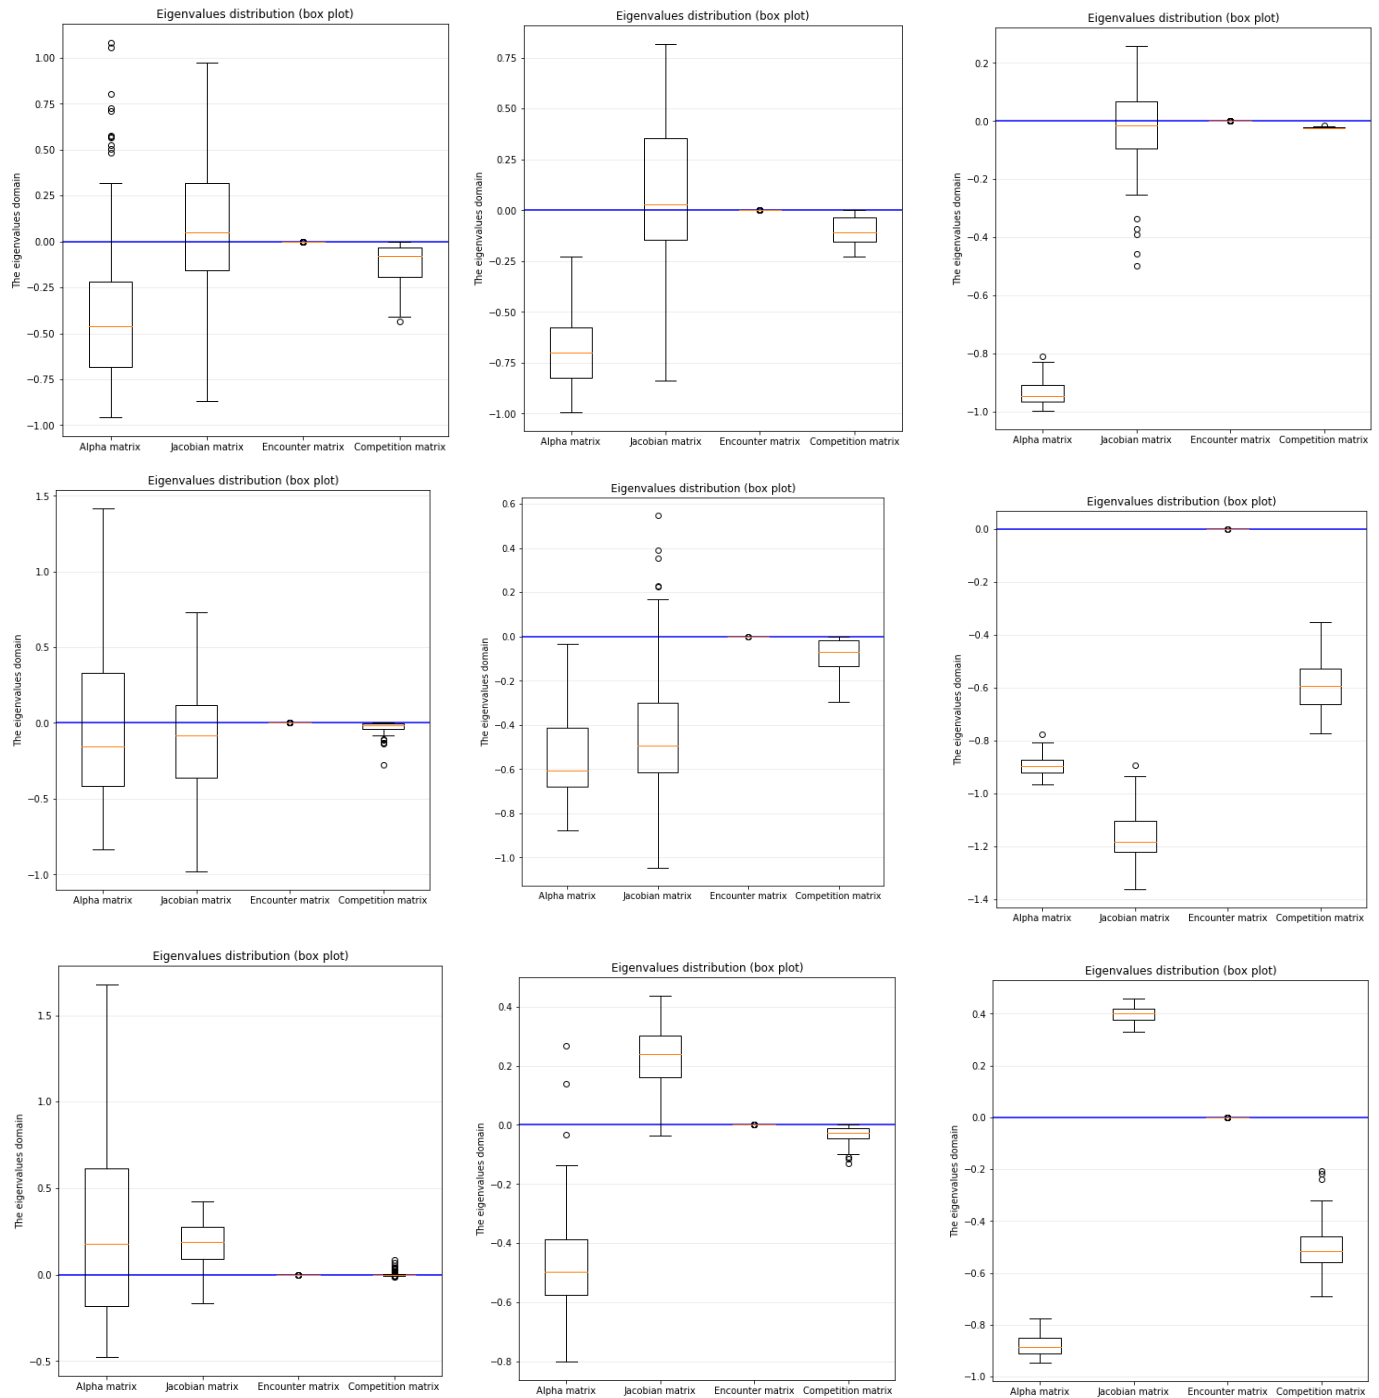 Eigenvalues distribution (box plot)
The eigenvalues domain
1.00
0.75
0.50
0.25
0.00
−0.25
−0.50
−0.75
−1.00
Alpha matrix Jacobian matrix Encounter matrix Competition matrix
Eigenvalues distribution (box plot)
The eigenvalues domain
0.75
0.50
0.25
0.00
−0.25
−0.50
−0.75
−1.00
Alpha matrix Jacobian matrix Encounter matrix Competition matrix
Eigenvalues distribution (box plot)
The eigenvalues domain
0.2
0.0
−0.2
−0.4
−0.6
−0.8
−1.0
Alpha matrix Jacobian matrix Encounter matrix Competition matrix
Eigenvalues distribution (box plot)
The eigenvalues domain
1.5
1.0
0.5
0.0
−0.5
−1.0
Alpha matrix Jacobian matrix Encounter matrix Competition matrix
Eigenvalues distribution (box plot)
The eigenvalues domain
0.6
0.4
0.2
0.0
−0.2
−0.4
−0.6
−0.8
−1.0
Alpha matrix Jacobian matrix Encounter matrix Competition matrix
Eigenvalues distribution (box plot)
The eigenvalues domain
0.0
−0.2
−0.4
−0.6
−0.8
−1.0
−1.2
−1.4
Alpha matrix Jacobian matrix Encounter matrix Competition matrix
Eigenvalues distribution (box plot)
The eigenvalues domain
1.5
1.0
0.5
0.0
−0.5
Alpha matrix Jacobian matrix Encounter matrix Competition matrix
Eigenvalues distribution (box plot)
The eigenvalues domain
0.4
0.2
0.0
−0.2
−0.4
−0.6
−0.8
Alpha matrix Jacobian matrix Encounter matrix Competition matrix
Eigenvalues distribution (box plot)
The eigenvalues domain
0.4
0.2
0.0
−0.2
−0.4
−0.6
−0.8
−1.0
Alpha matrix Jacobian matrix Encounter matrix Competition matrix